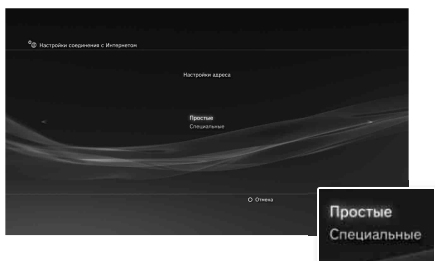 Настройки соединения с Интернетом
Настройки адреса
Простые
Специальные
Отмена
Простые
Специальные